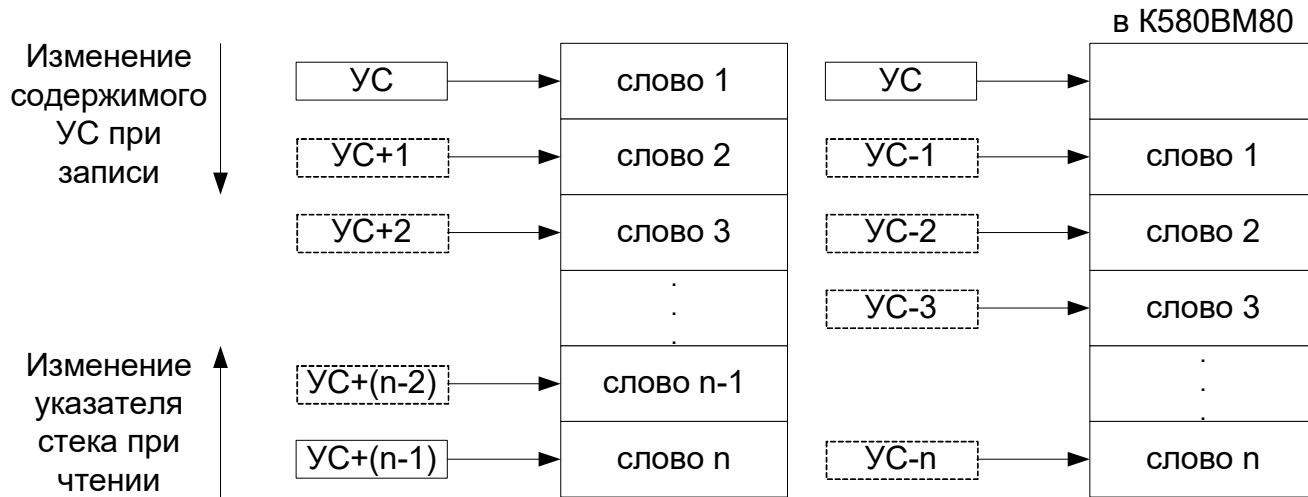 в К580ВМ80
Изменение
содержимого
УС при
записи
УС
слово 1
УС
УС+1
слово 2
УС-1
слово 1
УС+2
слово 3
УС-2
слово 2
.
.
.
УС-3
слово 3
Изменение
указателя
стека при
чтении
УС+(n-2)
слово n-1
.
.
.
УС+(n-1)
слово n
УС-n
слово n